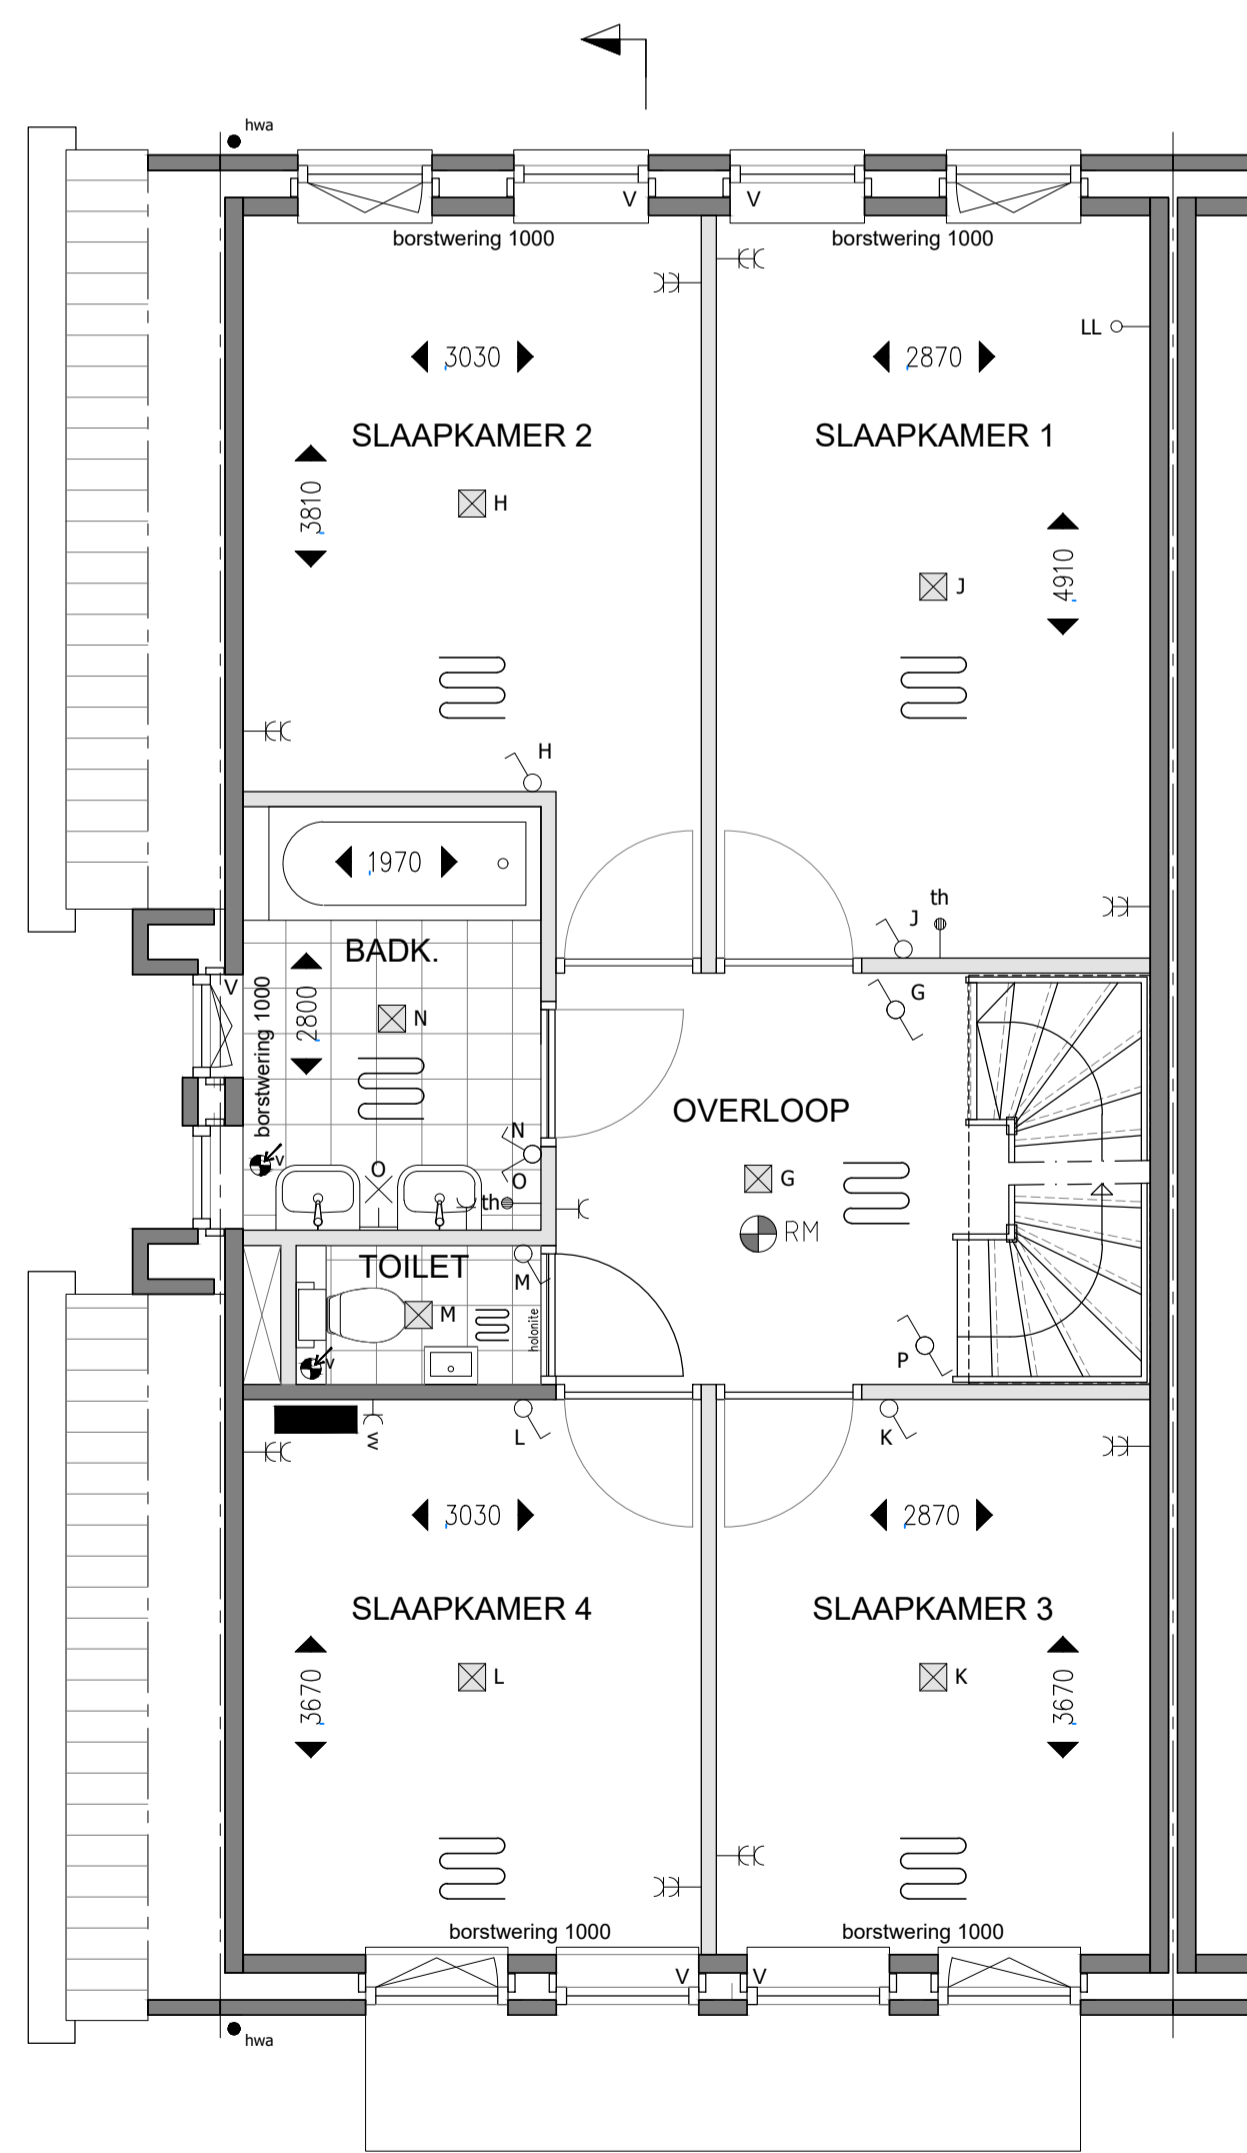 hwa
V
V
borstwering 1000
borstwering 1000
LL
3030
2870
SLAAPKAMER 2
SLAAPKAMER 1
3810
H
4910
J
H
1970
th
J
BADK.
V
borstwering 1000
2800
N
G
OVERLOOP
N
O
O
v
th
G
RM
TOILET
M
M
holonite
v
P
L
K
w
3030
2870
SLAAPKAMER 4
SLAAPKAMER 3
3670
L
K
3670
borstwering 1000
borstwering 1000
V
V
hwa